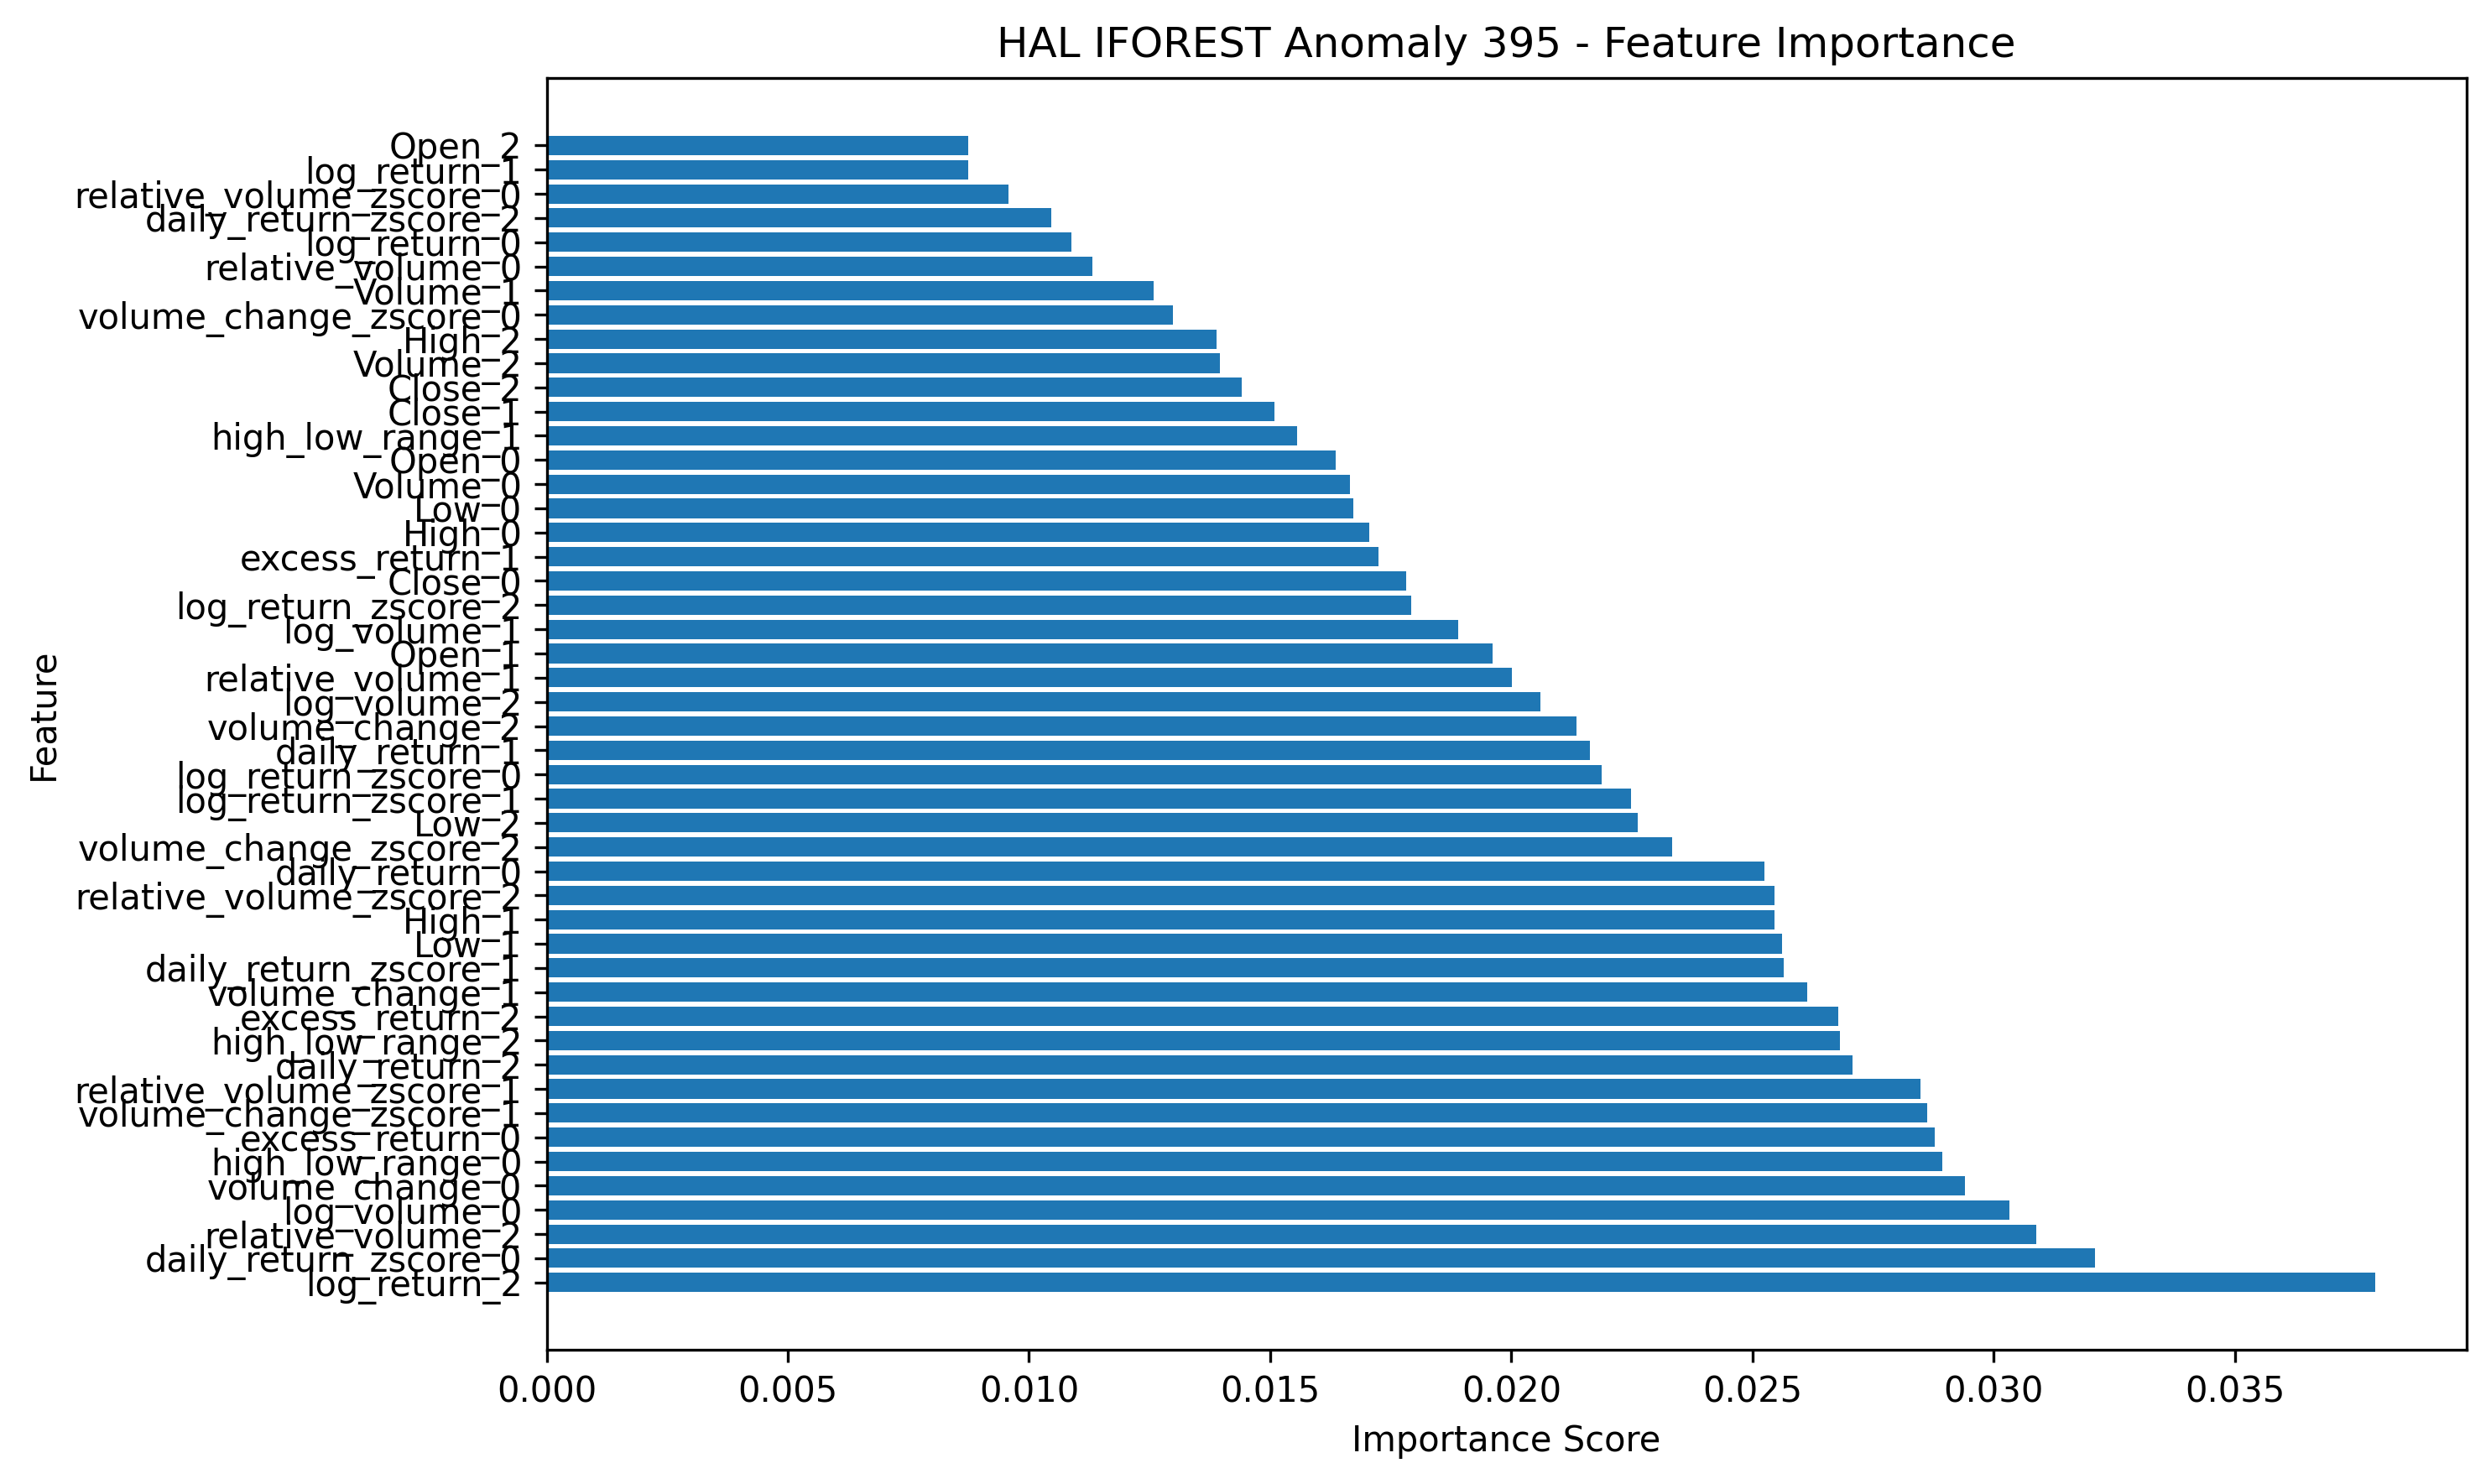 HAL IFOREST Anomaly 395 - Feature Importance
Open_2
log_return_1
relative_volume_zscore_0
daily_return_zscore_2
log_return_0
relative_volume_0
Volume_1
volume_change_zscore_0
High_2
Volume_2
Close_2
Close_1
high_low_range_1
Open_0
Volume_0
Low_0
High_0
excess_return_1
Close_0
log_return_zscore_2
log_volume_1
Open_1
relative_volume_1
log_volume_2
volume_change_2
daily_return_1
log_return_zscore_0
log_return_zscore_1
Low_2
volume_change_zscore_2
daily_return_0
relative_volume_zscore_2
High_1
Low_1
daily_return_zscore_1
volume_change_1
excess_return_2
high_low_range_2
daily_return_2
relative_volume_zscore_1
volume_change_zscore_1
excess_return_0
high_low_range_0
volume_change_0
log_volume_0
relative_volume_2
daily_return_zscore_0
log_return_2
Feature
0.000 0.005 0.010 0.015 0.020 0.025 0.030 0.035
Importance Score